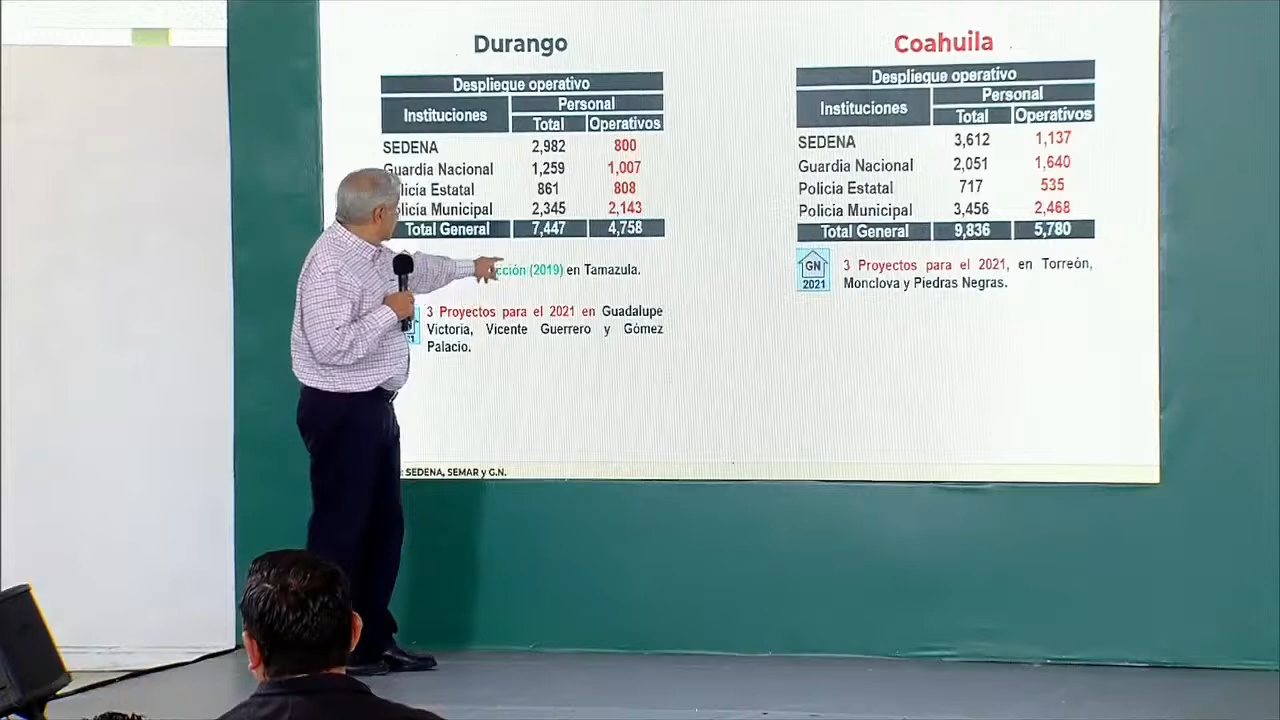 Durango
Despliegue operativo
Instituciones
Personal
Total Operativos
SEDENA 2,982 800
Guardia Nacional 1,259 1,007
Estatal 861 808
Municipal 2,345 2,143
Total General 7,447 4,758
(2019) en Tamazula.
3 Proyectos para el 2021 en Guadalupe
Victoria, Vicente Guerrero y Gómez
Palacio.
SEDENA, SEMAR y G.N.
Coahuila
Despliegue operativo
Instituciones
Personal
Total Operativos
SEDENA 3,612 1,137
Guardia Nacional 2,051 1,640
Policia Estatal 717 535
Policia Municipal 3,456 2,468
Total General 9,836 5,780
GN
2021
3 Proyectos para el 2021, en Torreón,
Monclova y Piedras Negras.